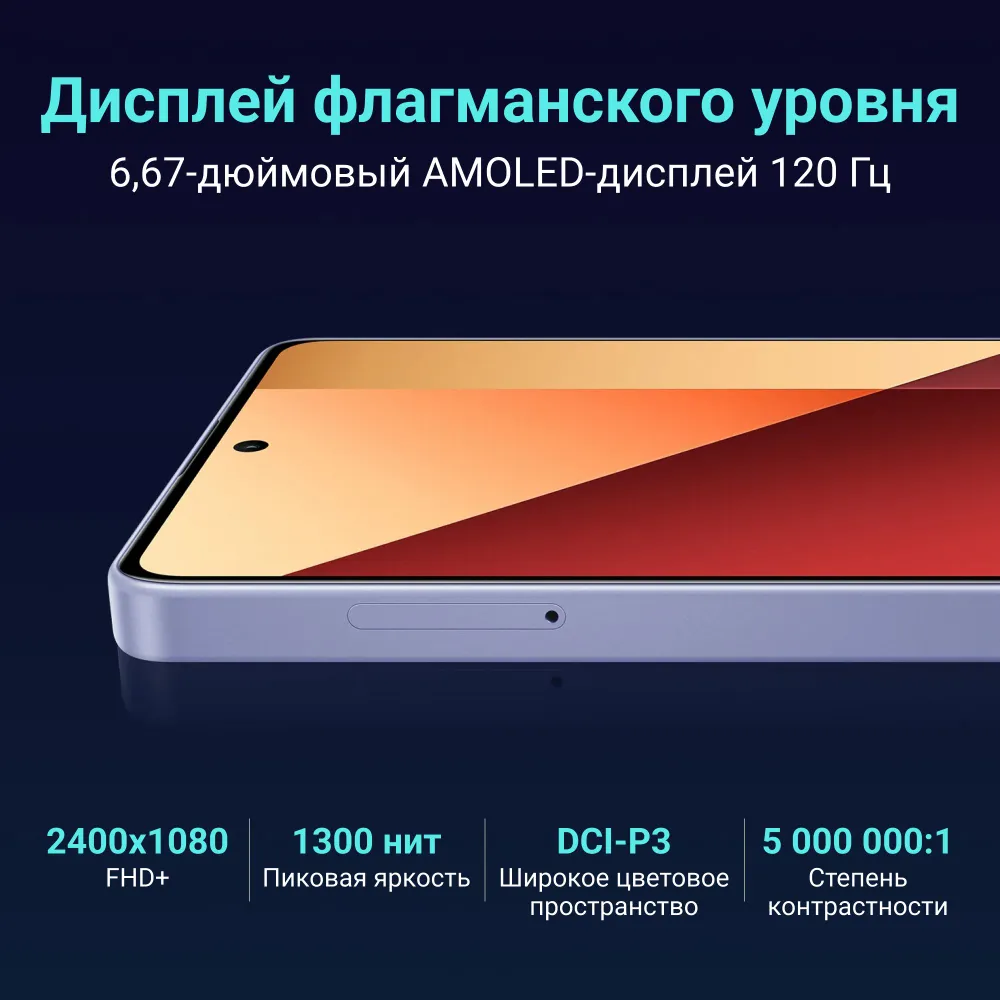 Дисплей флагманского уровня
6,67-дюймовый AMOLED-дисплей 120 Гц
2400x1080
FHD+
1300 нит
Пиковая яркость
DCI-P3
Широкое цветовое
пространство
5 000 000:1
Степень
контрастности